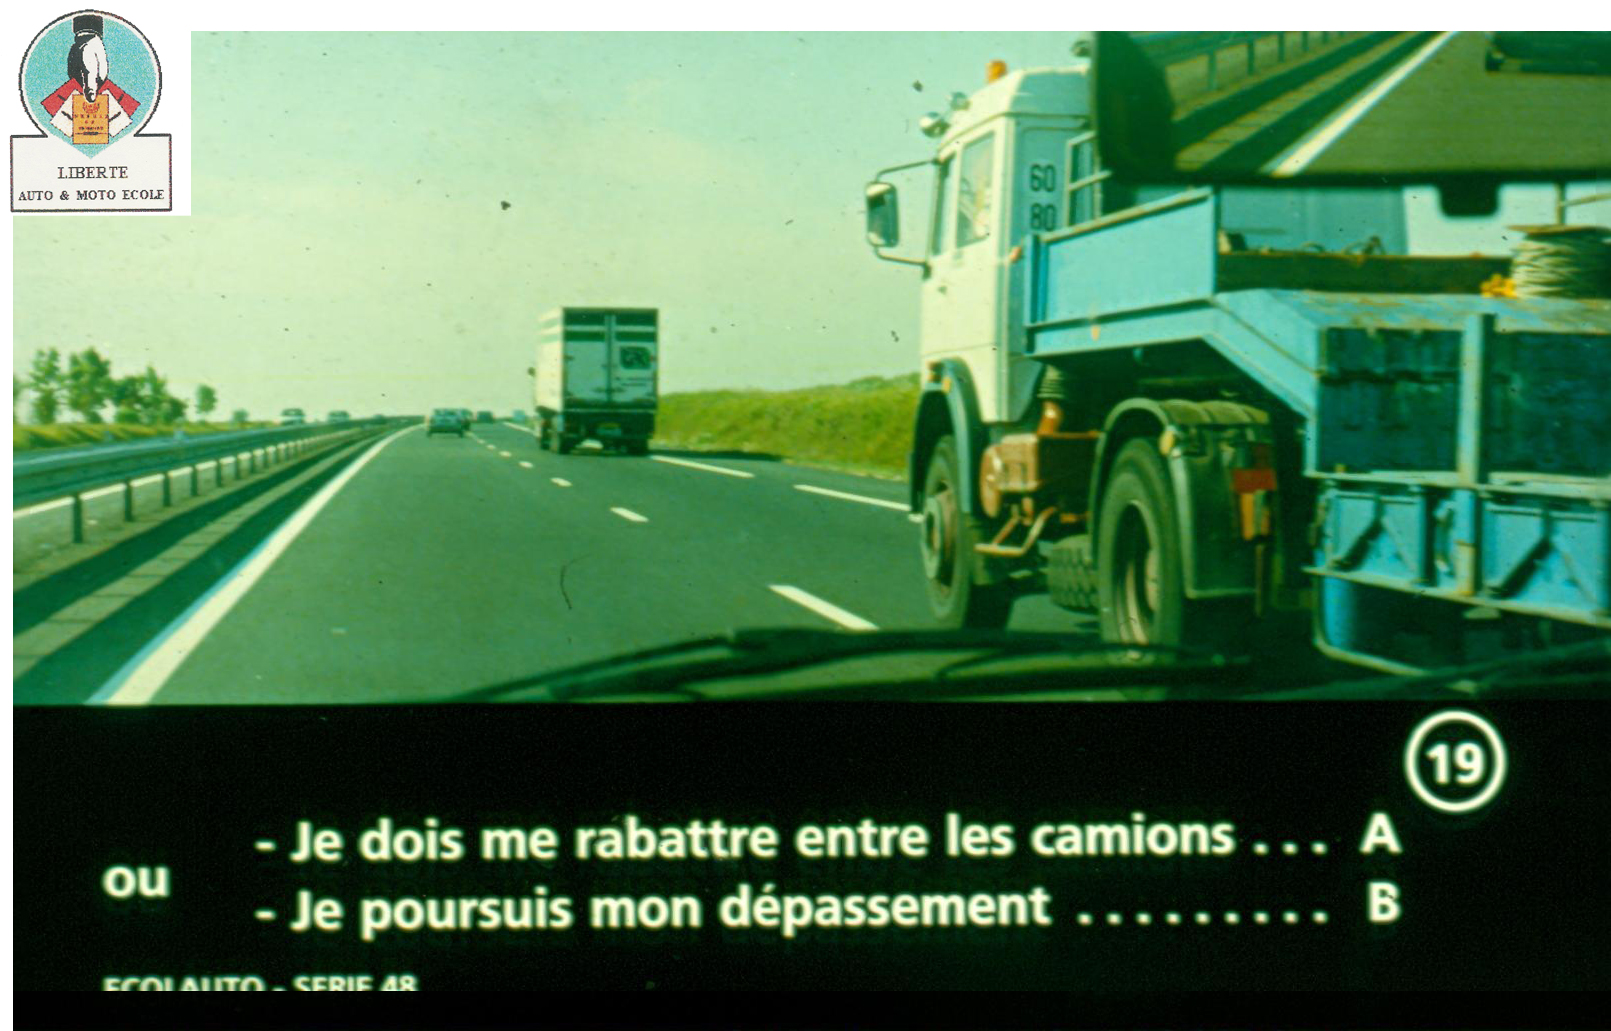 LIBERTE
AUTO & MOTO ECOLE
60
80
19
- Je dois me rabattre entre les camions ... A
ou
- Je poursuis mon dépassement ......... B
ECOLAUTO - SERIE 48